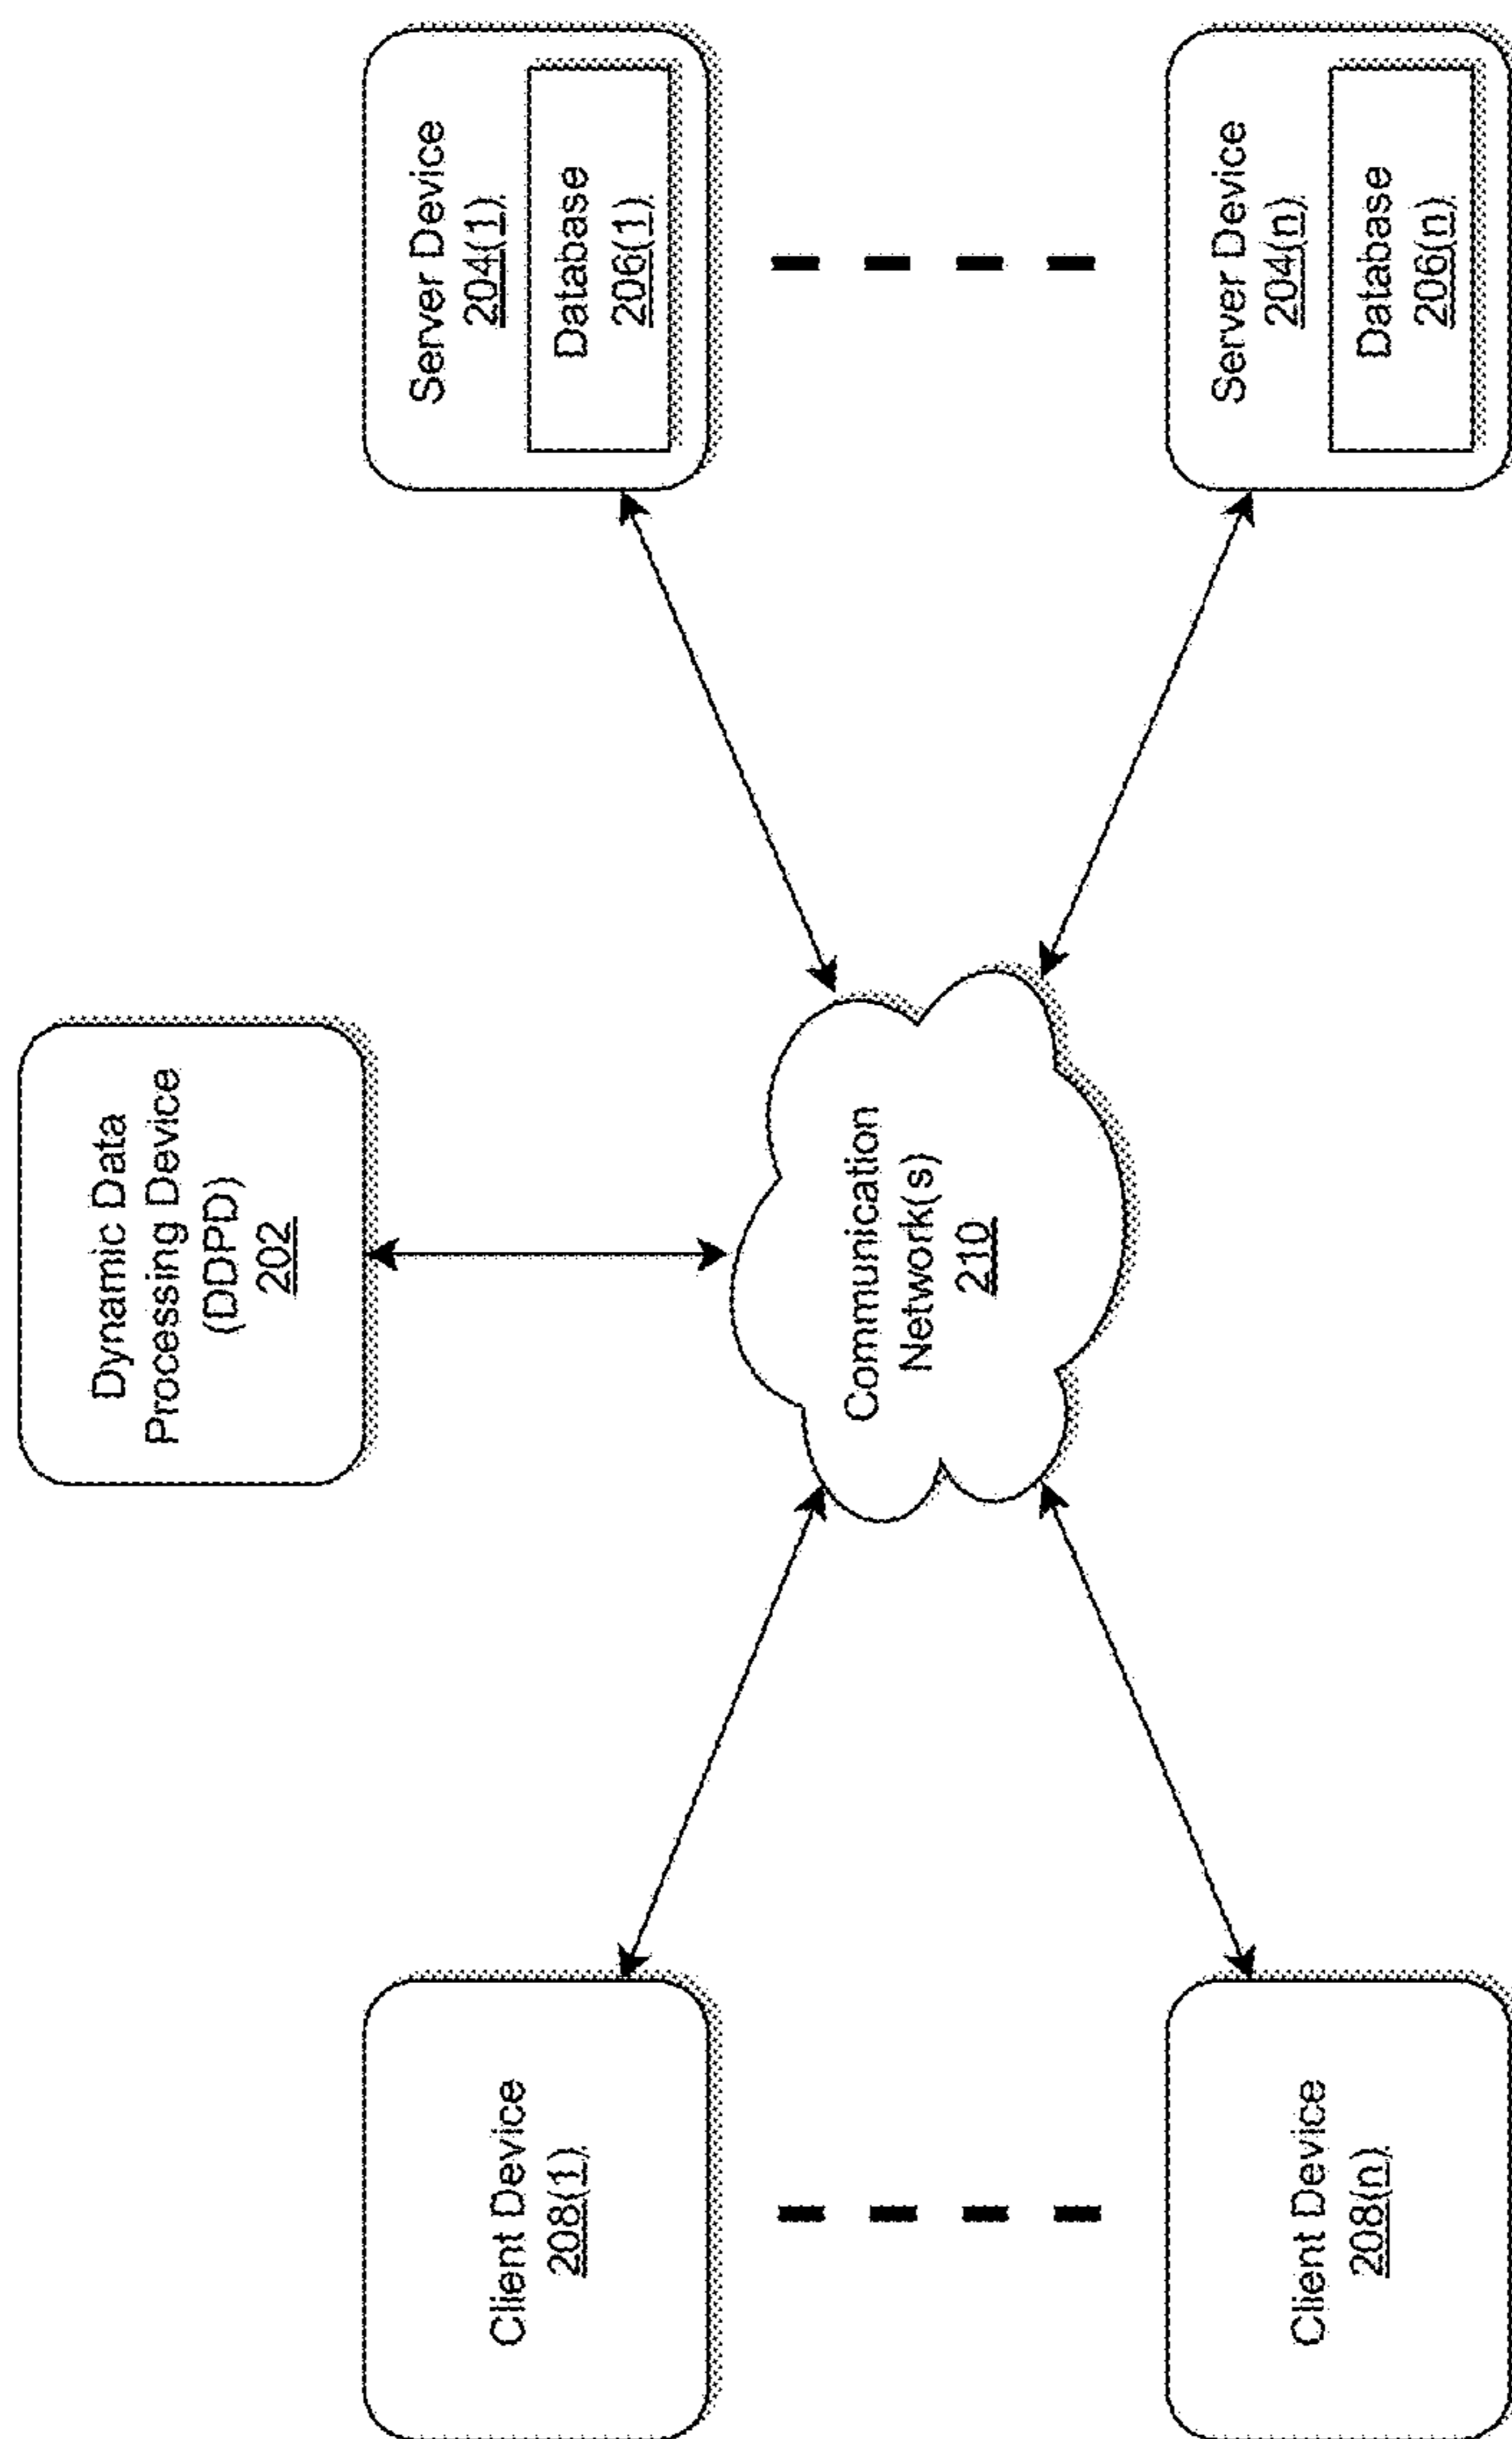 Dynamic Data
Processing Device
(DDPD)
202
Client Device
208(1)
Communication
Network(s)
210
Server Device
204(1)
Database
206(1)
Client Device
208(n)
Server Device
204(n)
Database
206(n)